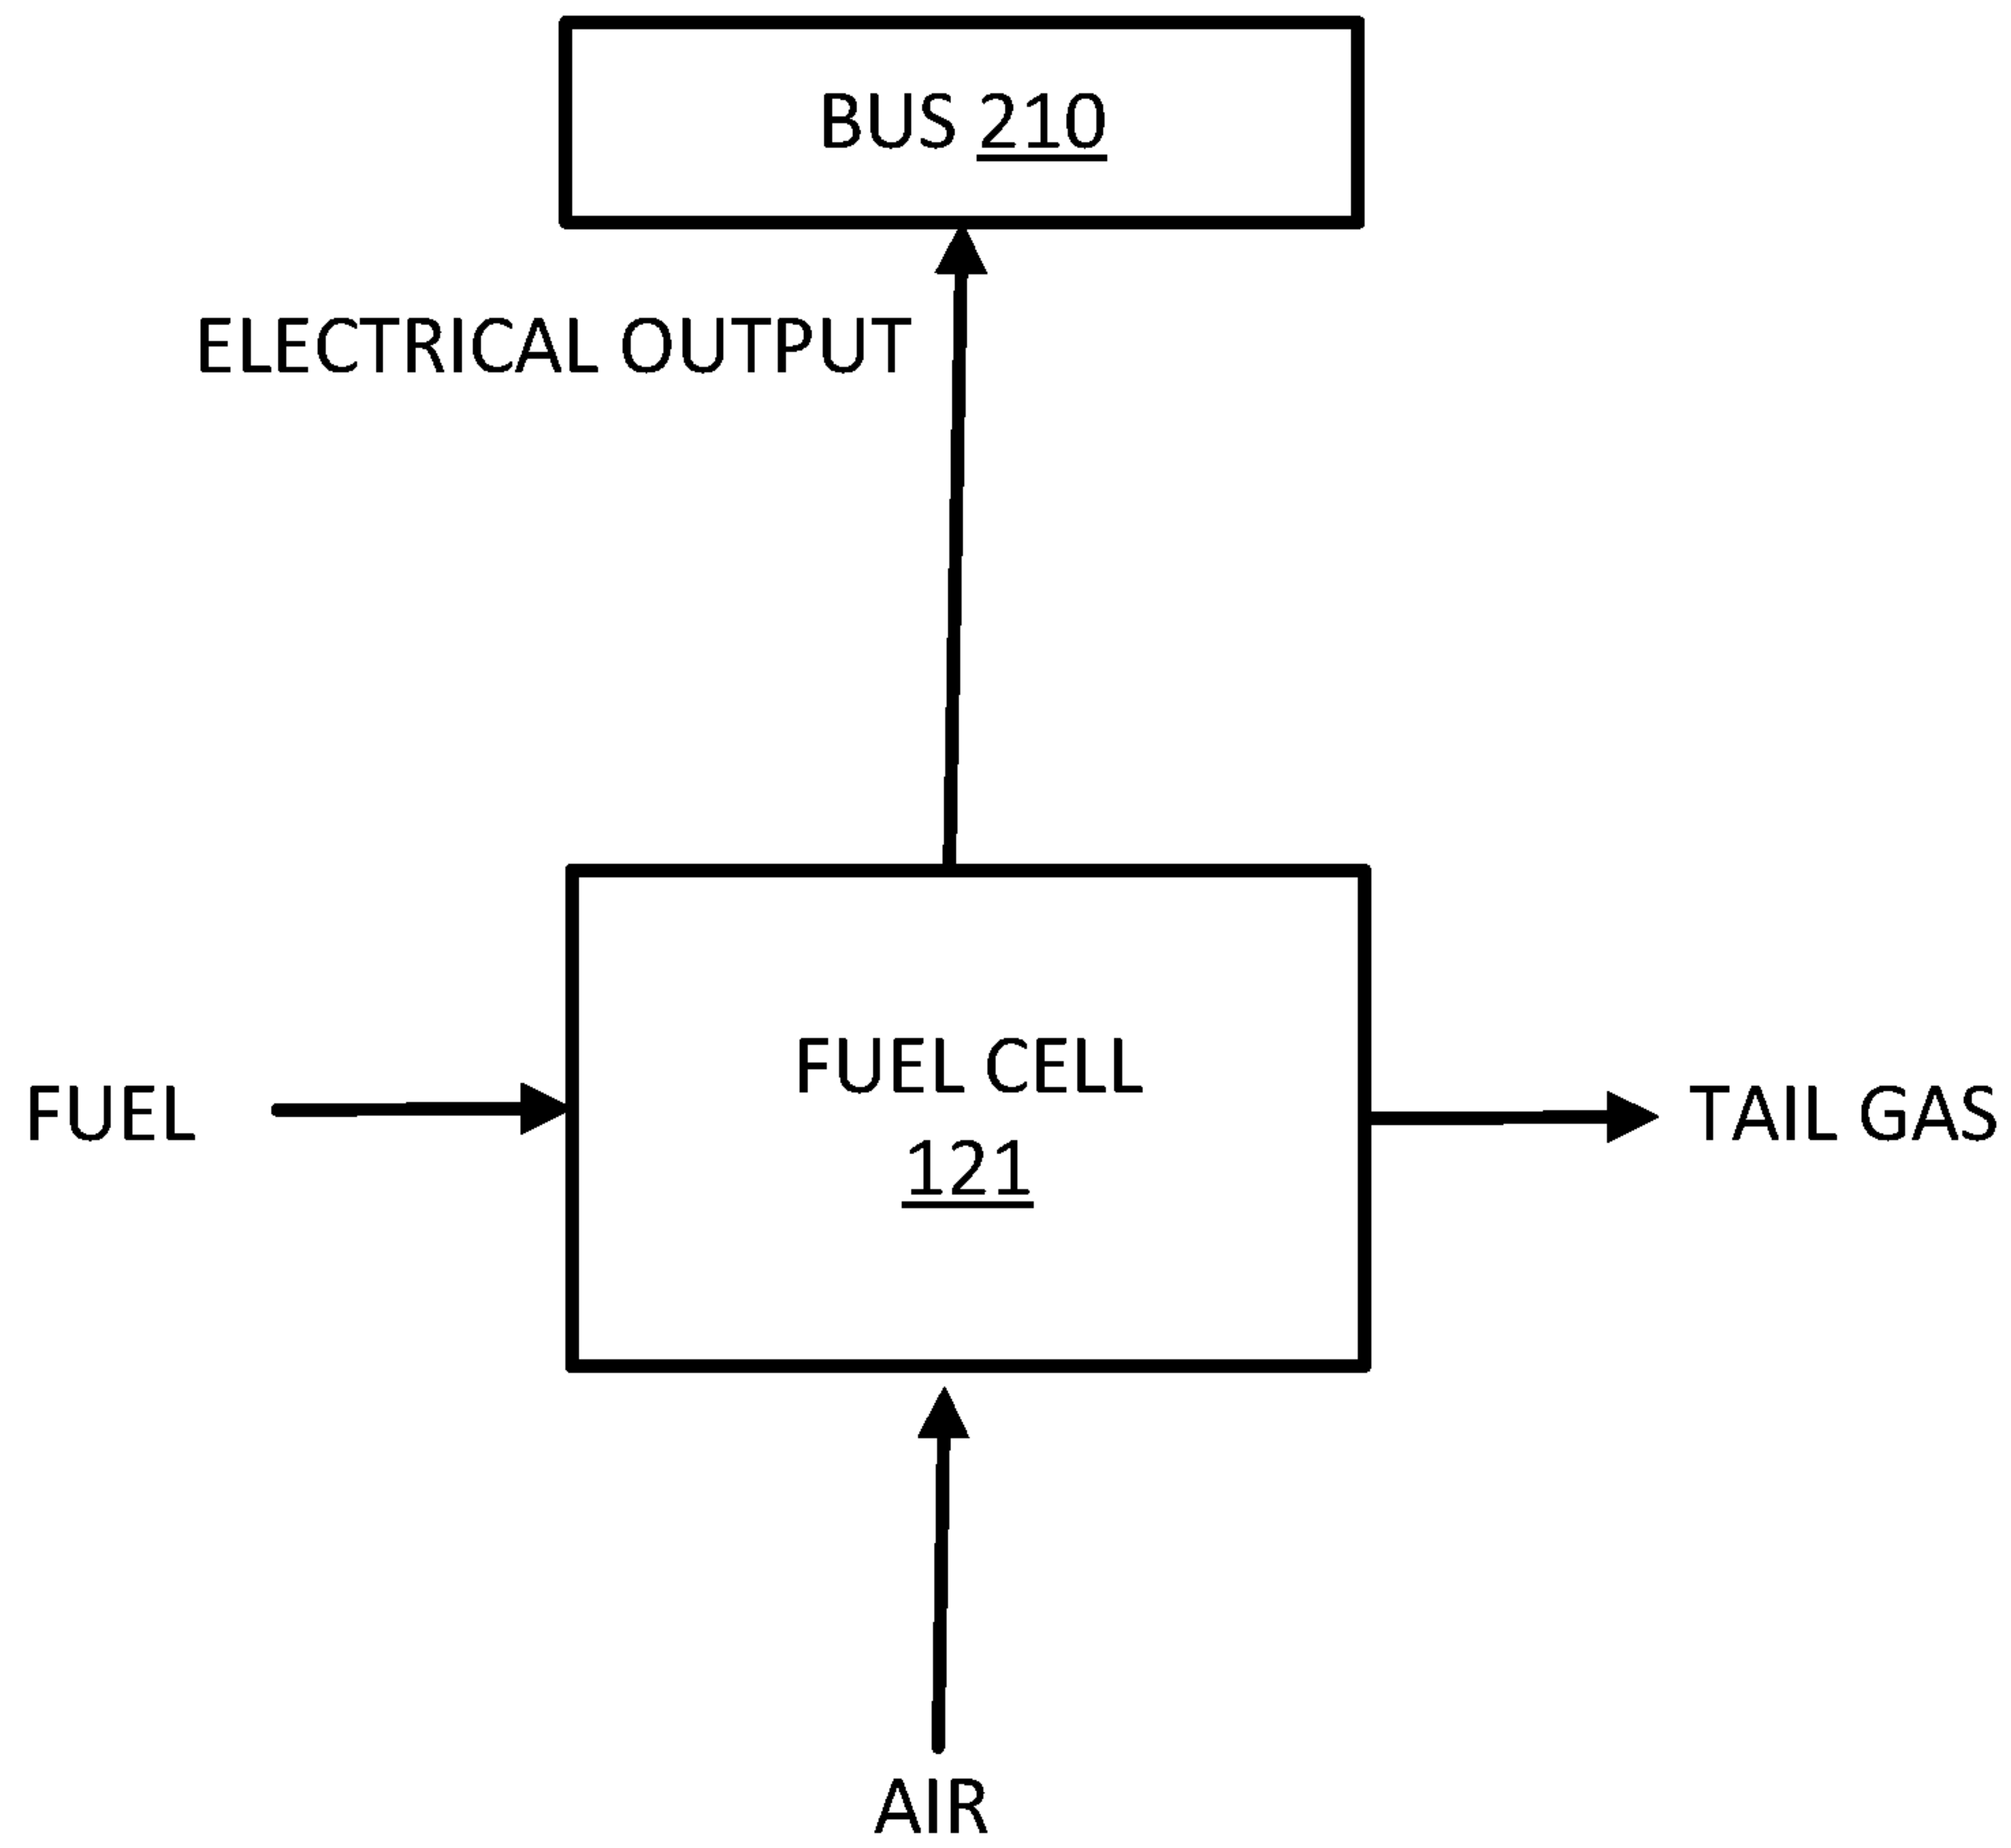 BUS 210
ELECTRICAL OUTPUT
FUEL CELL
121
FUEL
TAIL GAS
AIR